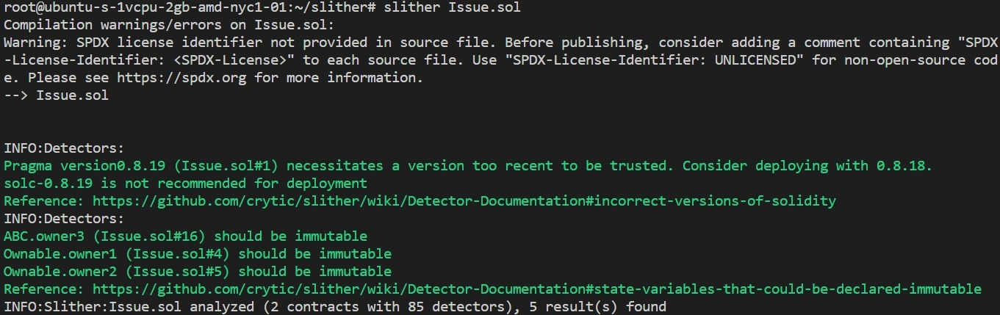 root@ubuntu-s-1vcpu-2gb-amd-nyc1-01:~/slither# slither Issue.sol
Compilation warnings/errors on Issue.sol:
Warning: SPDX license identifier not provided in source file. Before publishing, consider adding a comment containing "SPDX
-License-Identifier: <SPDX-License>" to each source file. Use "SPDX-License-Identifier: UNLICENSED" for non-open-source cod
e. Please see https://spdx.org for more information.
--> Issue.sol
INFO:Detectors:
Pragma version0.8.19 (Issue.sol#1) necessitates a version too recent to be trusted. Consider deploying with 0.8.18.
solc-0.8.19 is not recommended for deployment
Reference: https://github.com/crytic/slither/wiki/Detector-Documentation#incorrect-versions-of-solidity
INFO:Detectors:
ABC.owner3 (Issue.sol#16) should be immutable
Ownable.owner1 (Issue.sol#4) should be immutable
Ownable.owner2 (Issue.sol#5) should be immutable
Reference: https://github.com/crytic/slither/wiki/Detector-Documentation#state-variables-that-could-be-declared-immutable
INFO:Slither:Issue.sol analyzed (2 contracts with 85 detectors), 5 result(s) found